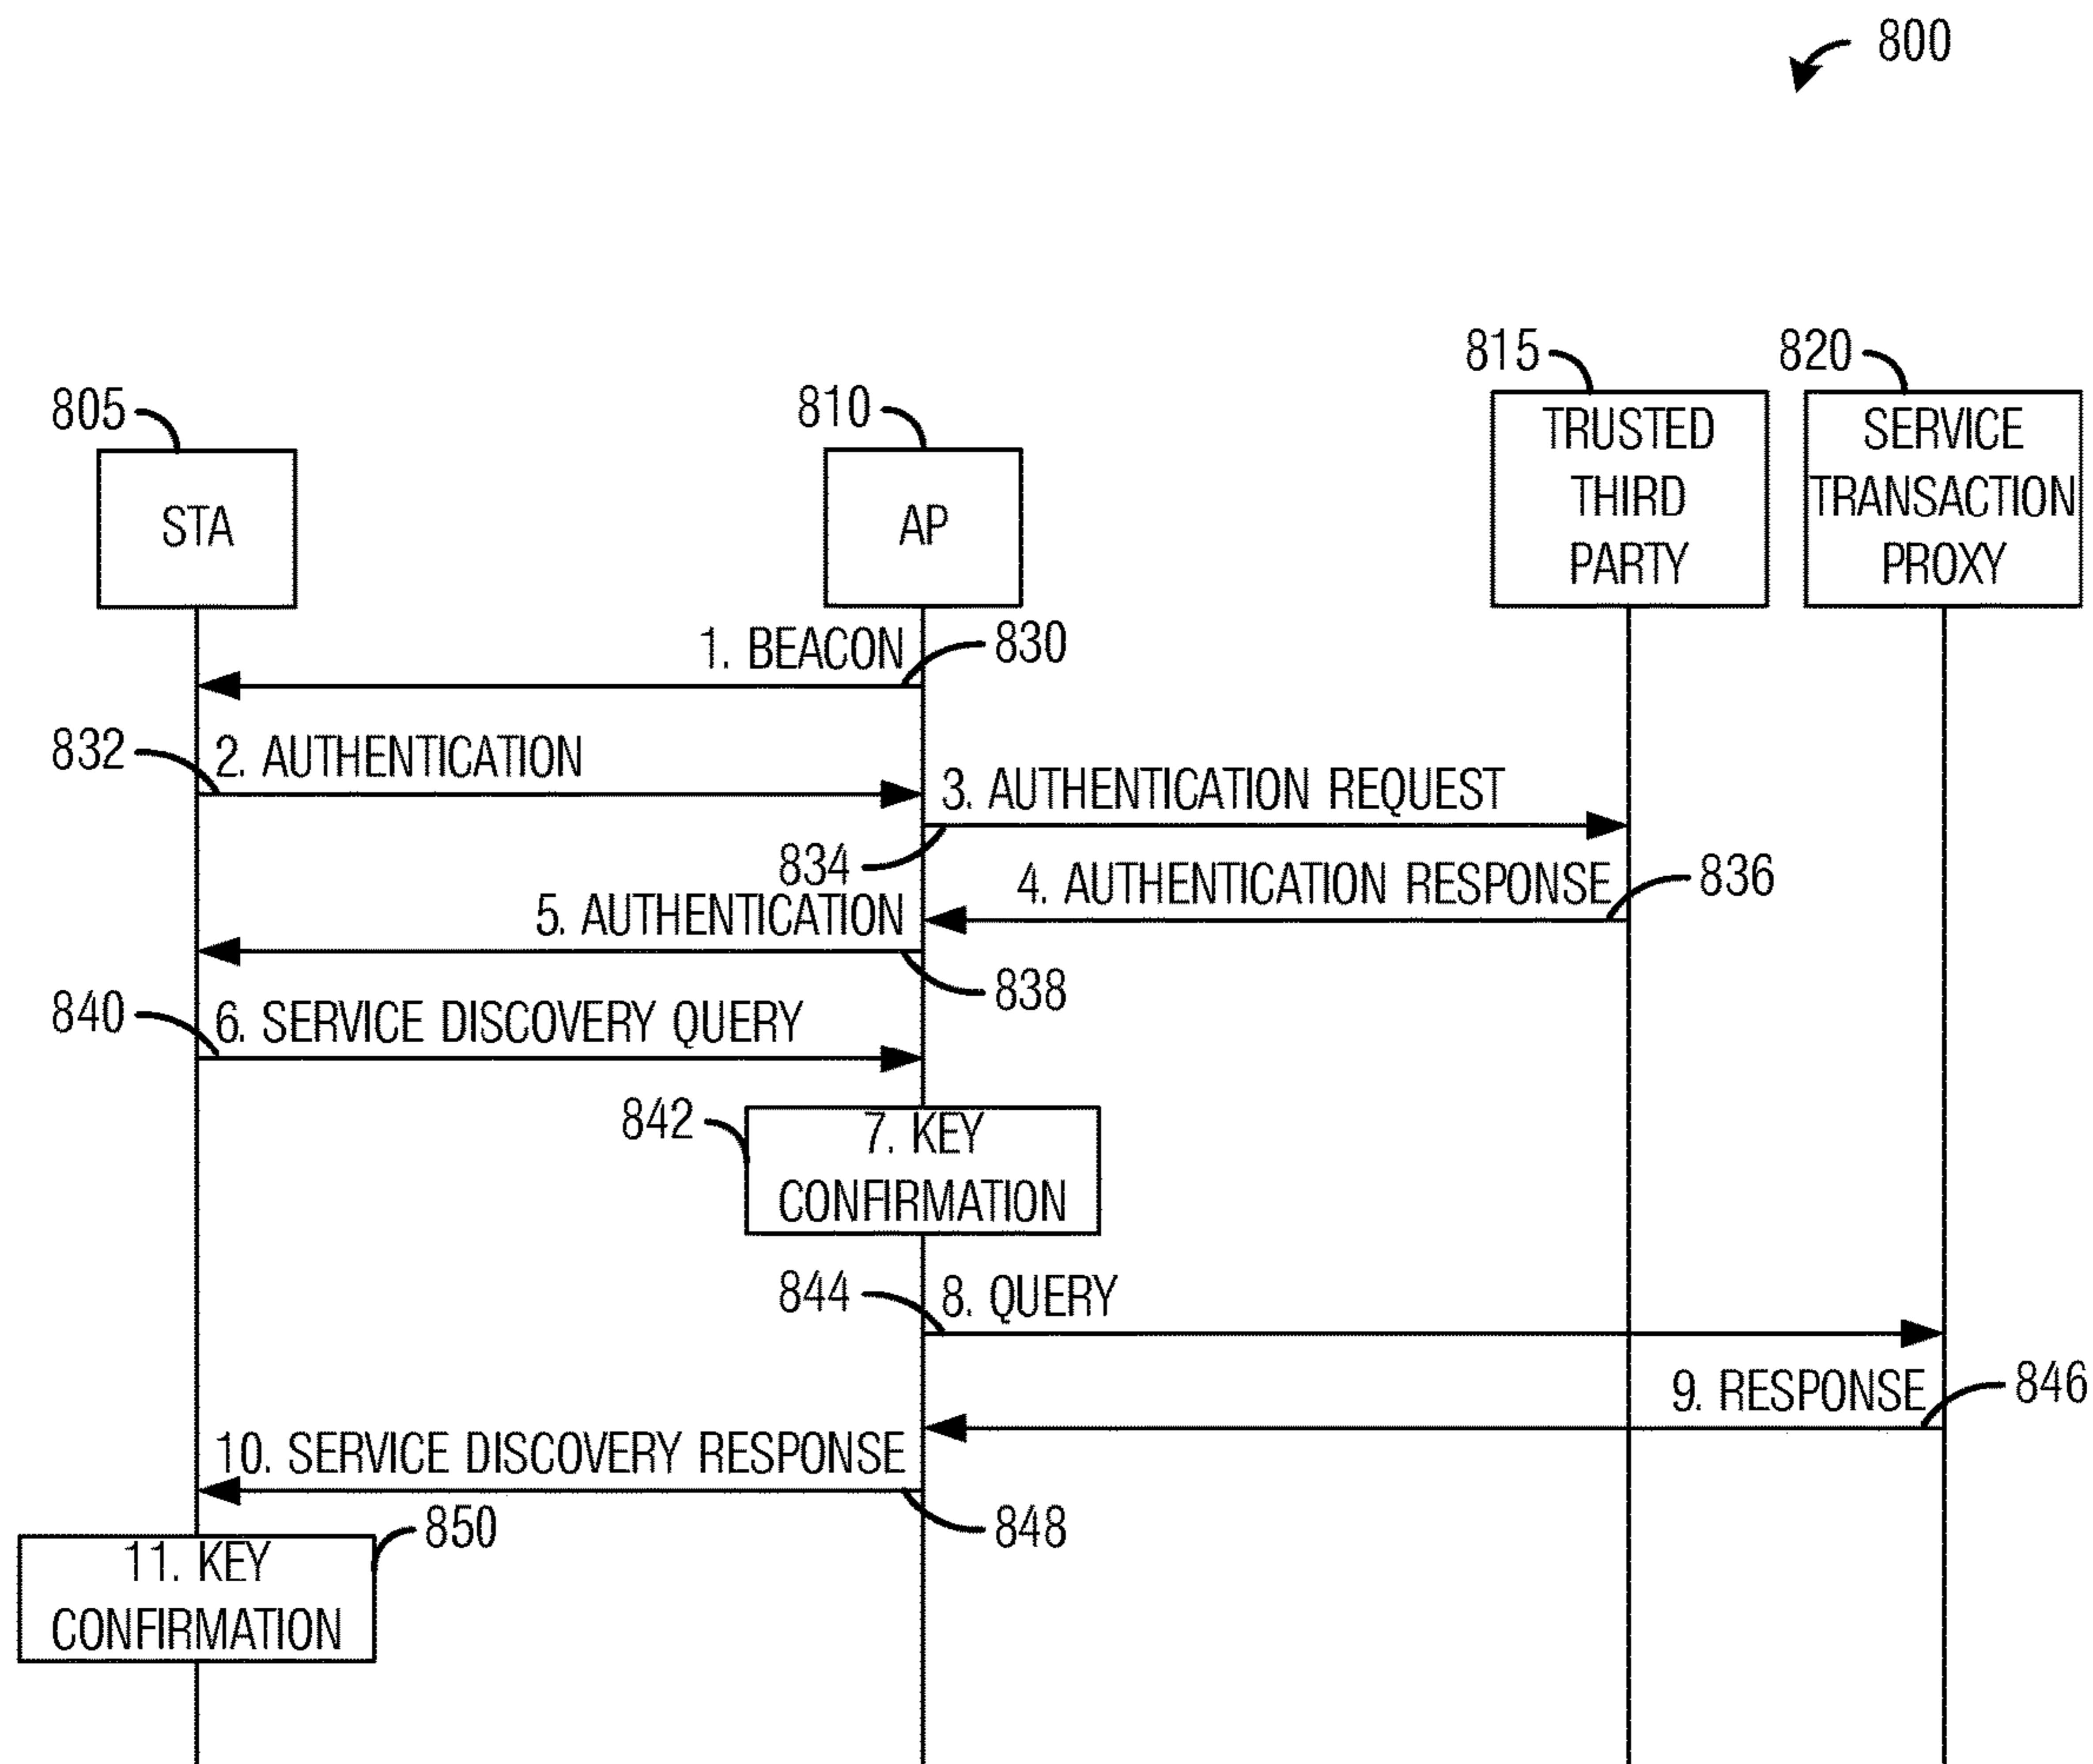 800
815
820
805
810
TRUSTED
THIRD
PARTY
SERVICE
TRANSACTION
PROXY
STA
AP
1. BEACON
830
832
2. AUTHENTICATION
3. AUTHENTICATION REQUEST
834
4. AUTHENTICATION RESPONSE
836
5. AUTHENTICATION
838
840
6. SERVICE DISCOVERY QUERY
842
7. KEY
CONFIRMATION
844
8. QUERY
9. RESPONSE
846
10. SERVICE DISCOVERY RESPONSE
848
850
11. KEY
CONFIRMATION